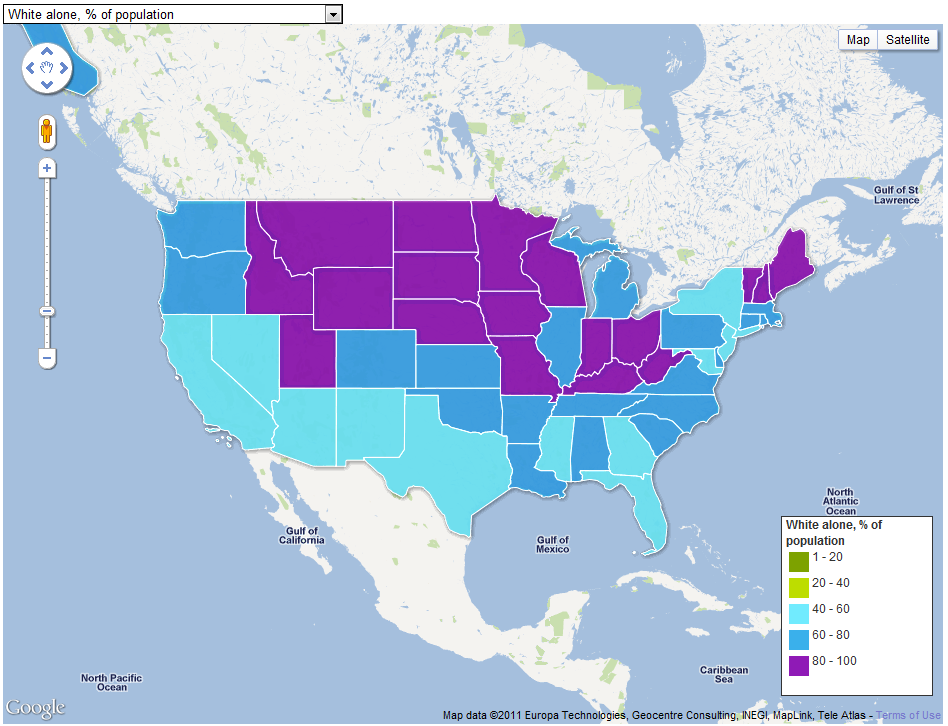 White alone, % of population
Map Satellite
Gulf of St
Lawrence
Gulf of
California
Gulf of
Mexico
North
Atlantic
Ocean
White alone, % of
population
1 - 20
20 - 40
40 - 60
60 - 80
80 - 100
North Pacific
Ocean
Caribbean
Sea
Google
Map data ©2011 Europa Technologies, Geocentre Consulting, INEGI, MapLink, Tele Atlas - Terms of Use